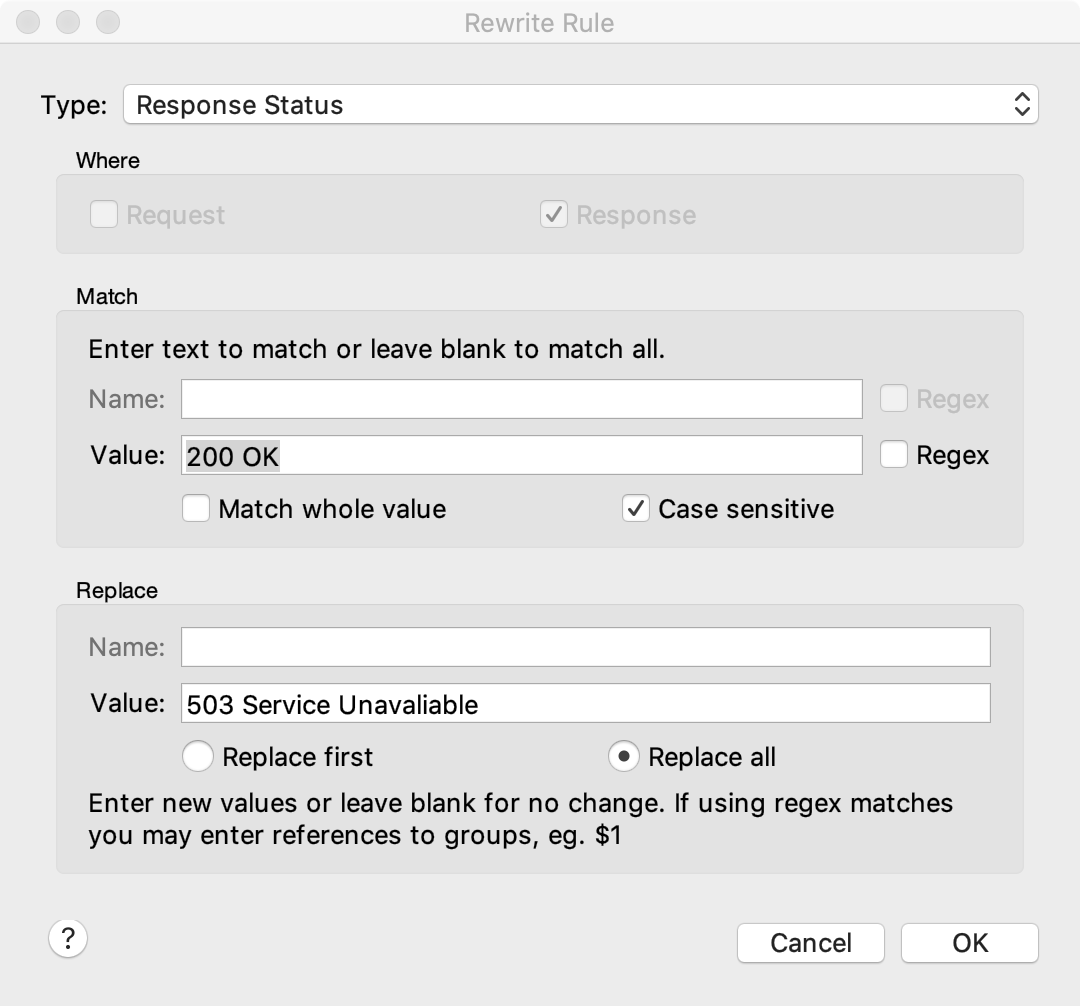 Rewrite Rule
Type: Response Status
Where
Request Response
Match
Enter text to match or leave blank to match all.
Name: Regex
Value: 200 OK Regex
Match whole value Case sensitive
Replace
Name:
Value: 503 Service Unavaliable
Replace first Replace all
Enter new values or leave blank for no change. If using regex matches
you may enter references to groups, eg. $1
? Cancel OK